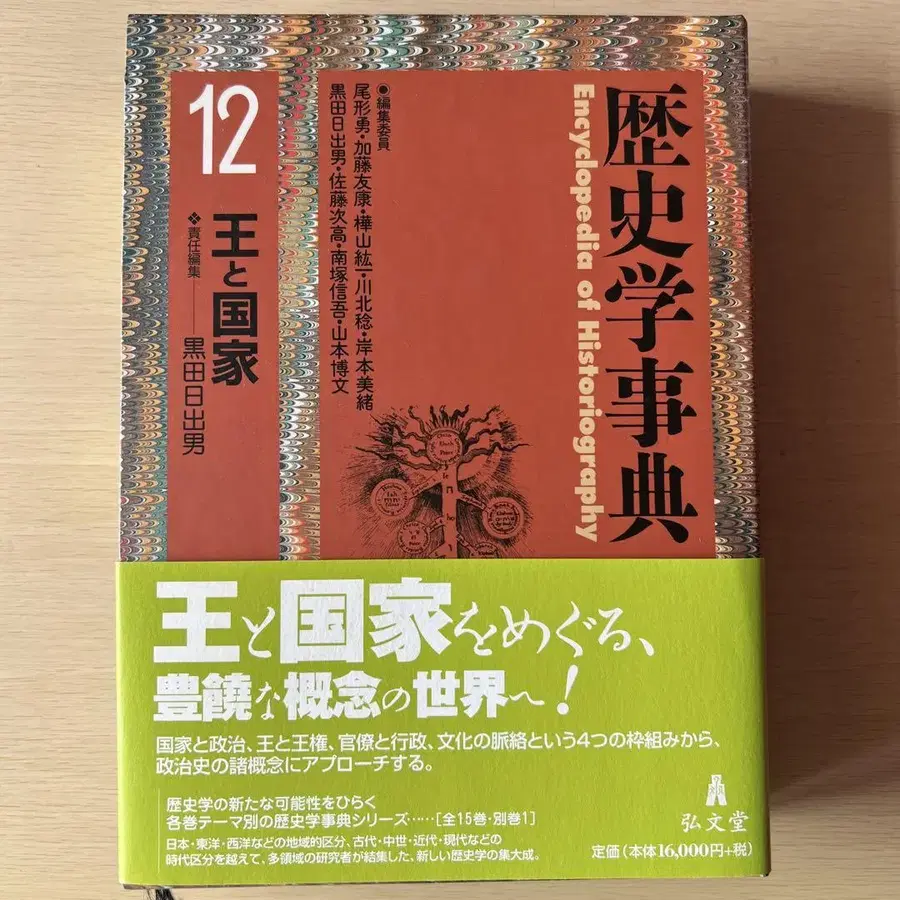 歴史学事典
Encyclopedia of Historiography
●編集委員
尾形勇・加藤友康・樺山紘一・川北稔・岸本美緒
黒田日出男・佐藤次高・南塚信吾・山本博文
12
王と国家
❖責任編集——黒田日出男
王と国家をめぐる、
豊饒な概念の世界へ!
国家と政治、王と王権、官僚と行政、文化の脈絡という4つの枠組みから、
政治史の諸概念にアプローチする。
歴史学の新たな可能性をひらく
各巻テーマ別の歴史学事典シリーズ……[全15巻・別巻1]
日本・東洋・西洋などの地域的区分、古代・中世・近代・現代などの
時代区分を越えて、多領域の研究者が結集した、新しい歴史学の集大成。
弘文堂
定価(本体16,000円+税)